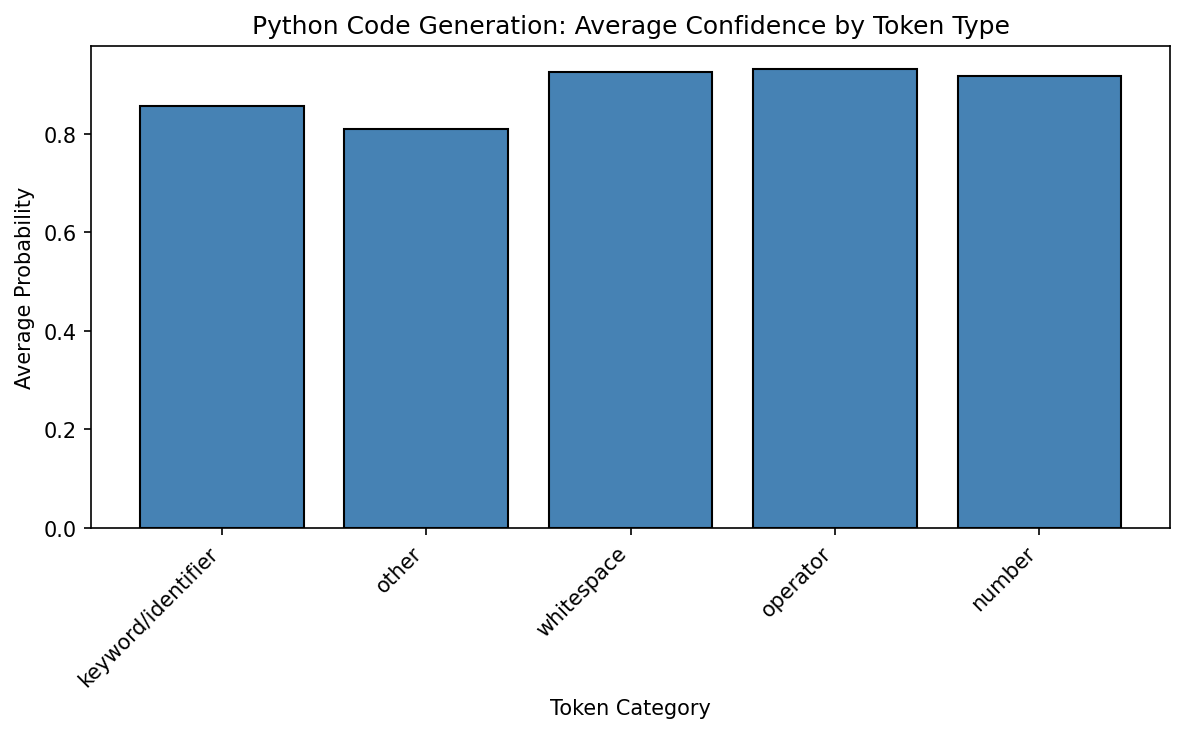 Python Code Generation: Average Confidence by Token Type
Average Probability
0.8
0.6
0.4
0.2
0.0
keyword/identifier
other
whitespace
operator
number
Token Category